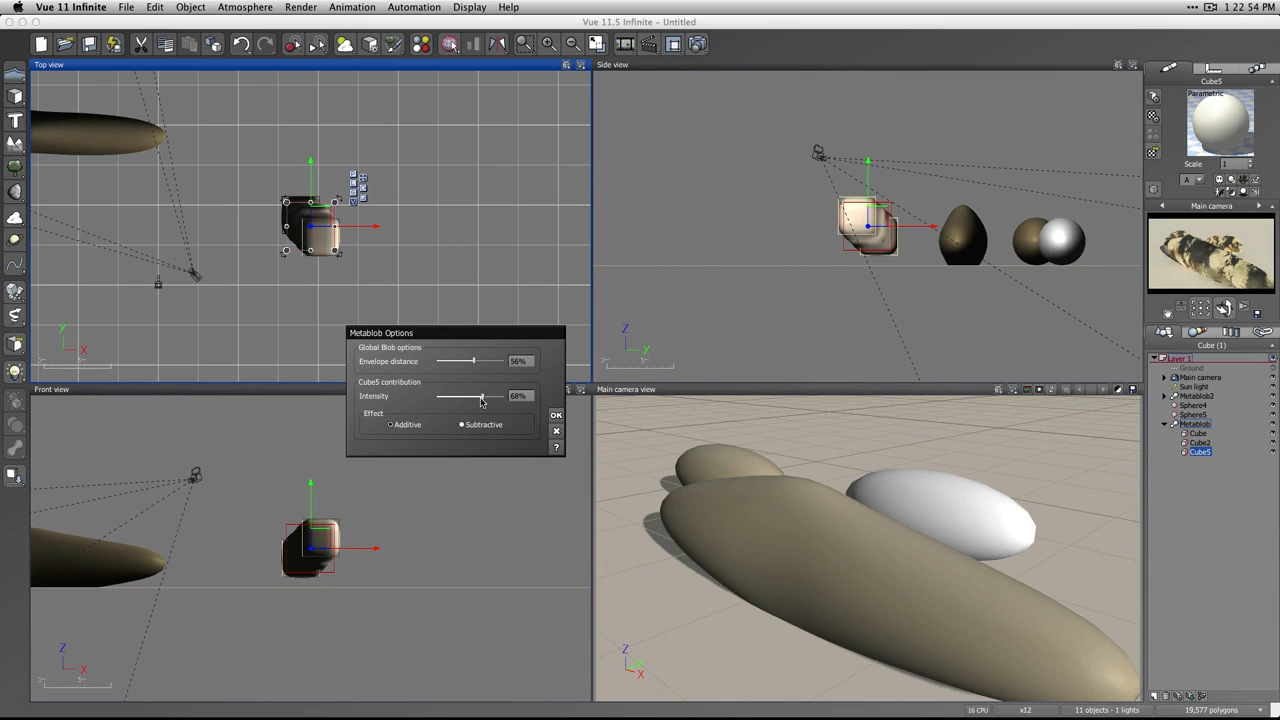 Vue 11 Infinite File Edit Object Atmosphere Render Animation Automation Display Help 1 22 54 PM
Vue 11.5 Infinite - Untitled
Top view
Side view
Cube5
Parametric
Scale 1
A
Main camera
Y
X
Z
Y
Metablob Options
Global Blob options
Envelope distance 56%
Cube5 contribution
Intensity 68%
Effect
Additive Subtractive
OK
?
Cube (1)
Layer 1
Ground
Main camera
Sun light
Metablob2
Sphere4
Sphere5
Metablob
Cube
Cube2
Cube5
Front view
Main camera view
Z
X
Z
X
16 CPU x12 11 objects - 1 lights 19,577 polygons